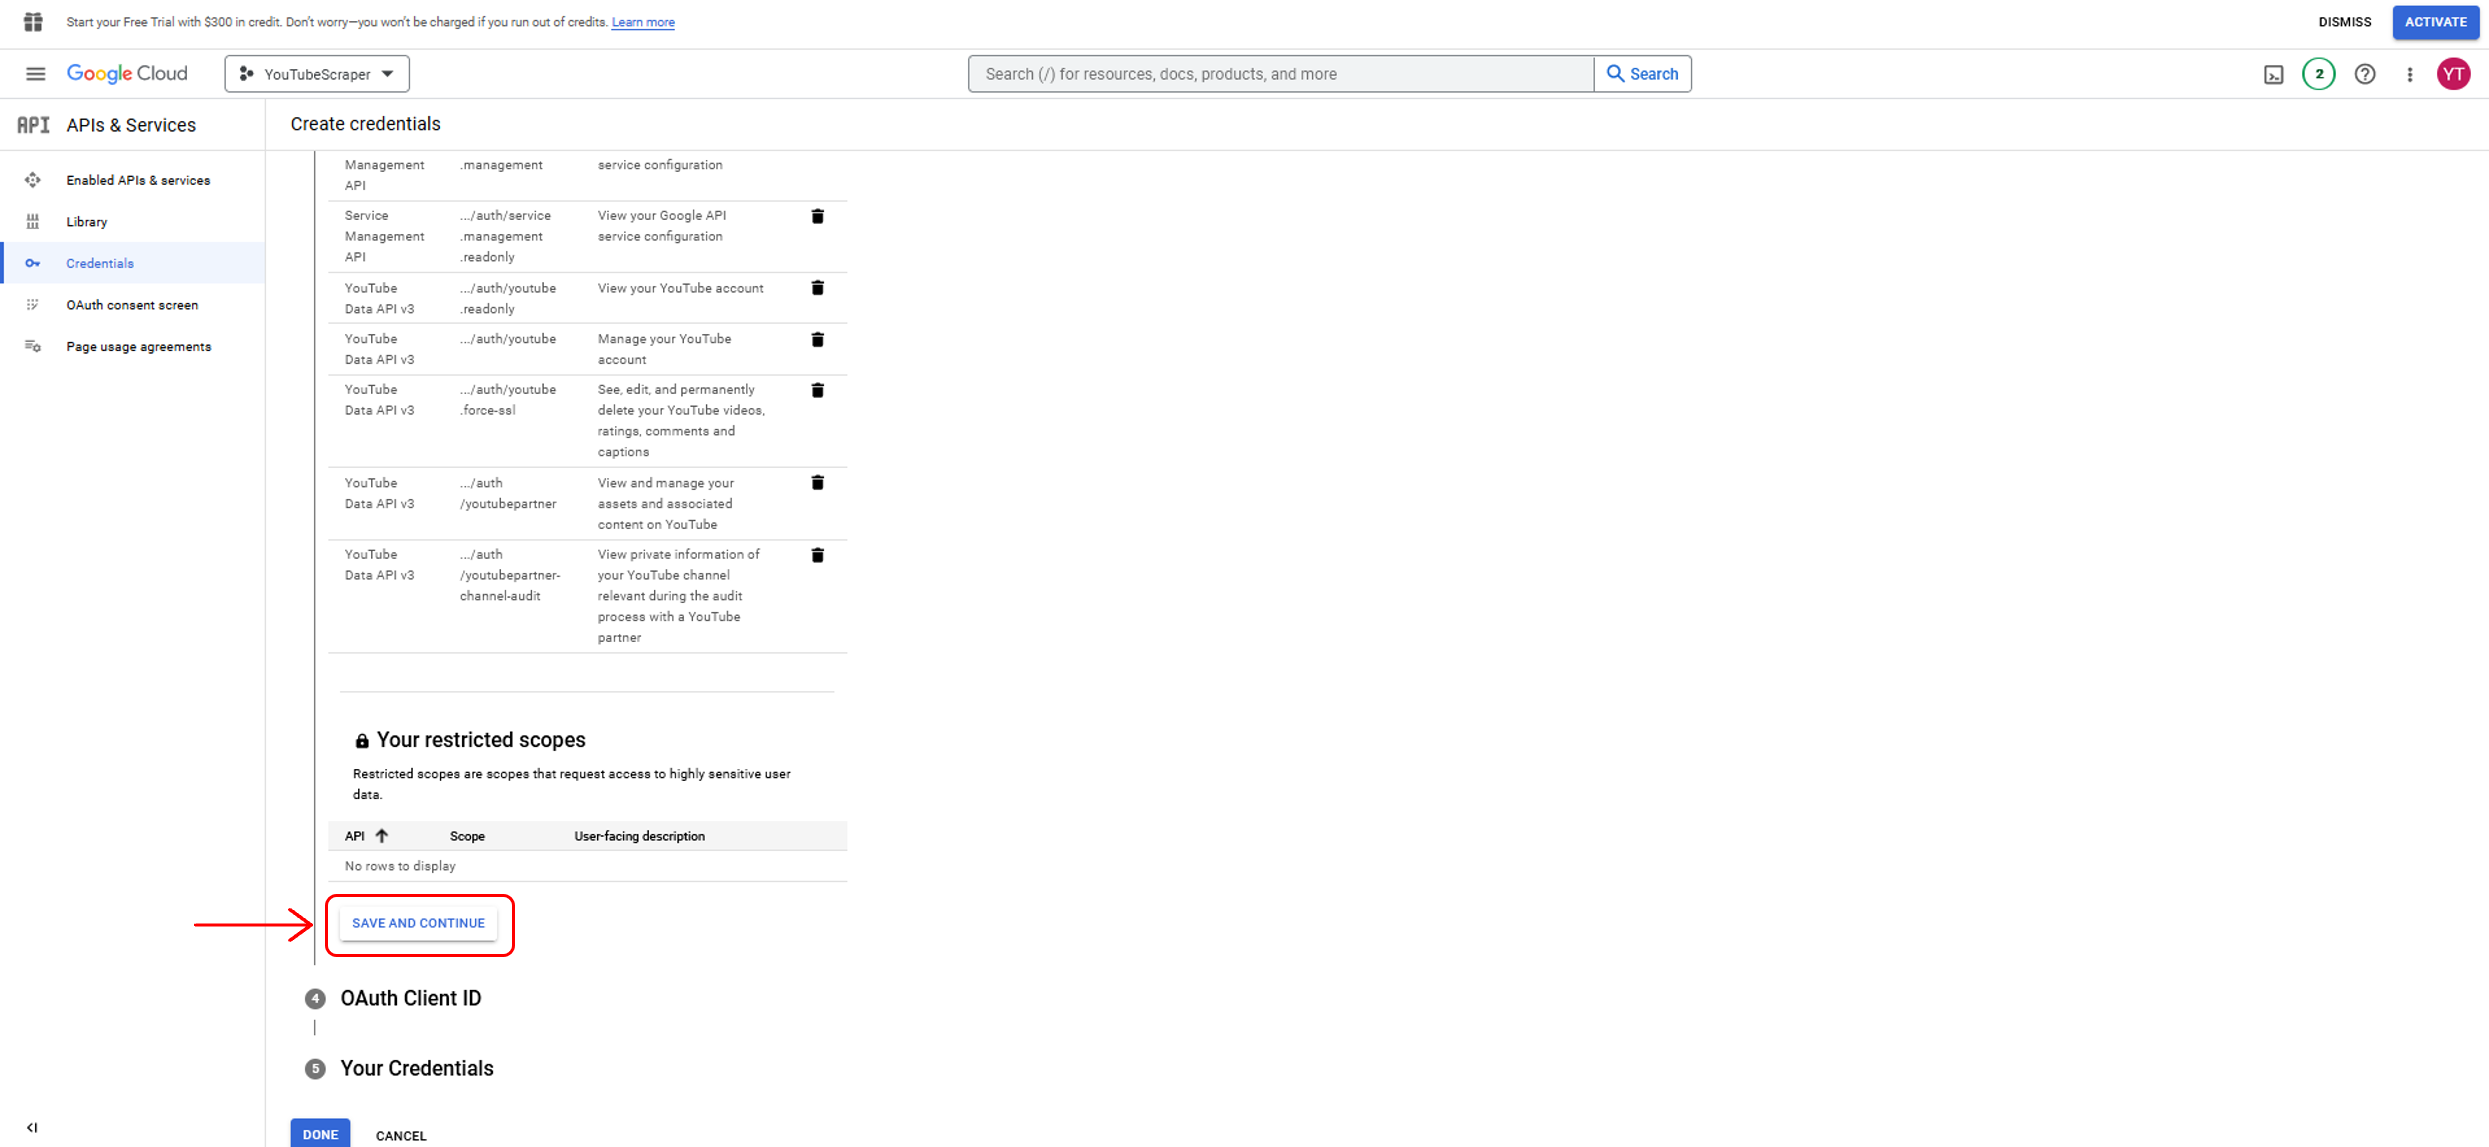 Start your Free Trial with $300 in credit. Don't worry—you won't be charged if you run out of credits. Learn more
DISMISS
ACTIVATE
Google Cloud
YouTubeScraper
Search (/) for resources, docs, products, and more
Search
2
YT
API APIs & Services
Create credentials
Enabled APIs & services
Library
Credentials
OAuth consent screen
Page usage agreements
Management .management service configuration
API
Service .../auth/service View your Google API
Management .management service configuration
API .readonly
YouTube .../auth/youtube View your YouTube account
Data API v3 .readonly
YouTube .../auth/youtube Manage your YouTube
Data API v3 account
YouTube .../auth/youtube See, edit, and permanently
Data API v3 .force-ssl delete your YouTube videos,
ratings, comments and
captions
YouTube .../auth View and manage your
Data API v3 /youtubepartner assets and associated
content on YouTube
YouTube .../auth View private information of
Data API v3 /youtubepartner- your YouTube channel
channel-audit relevant during the audit
process with a YouTube
partner
Your restricted scopes
Restricted scopes are scopes that request access to highly sensitive user
data.
API Scope User-facing description
No rows to display
SAVE AND CONTINUE
4 OAuth Client ID
5 Your Credentials
DONE CANCEL